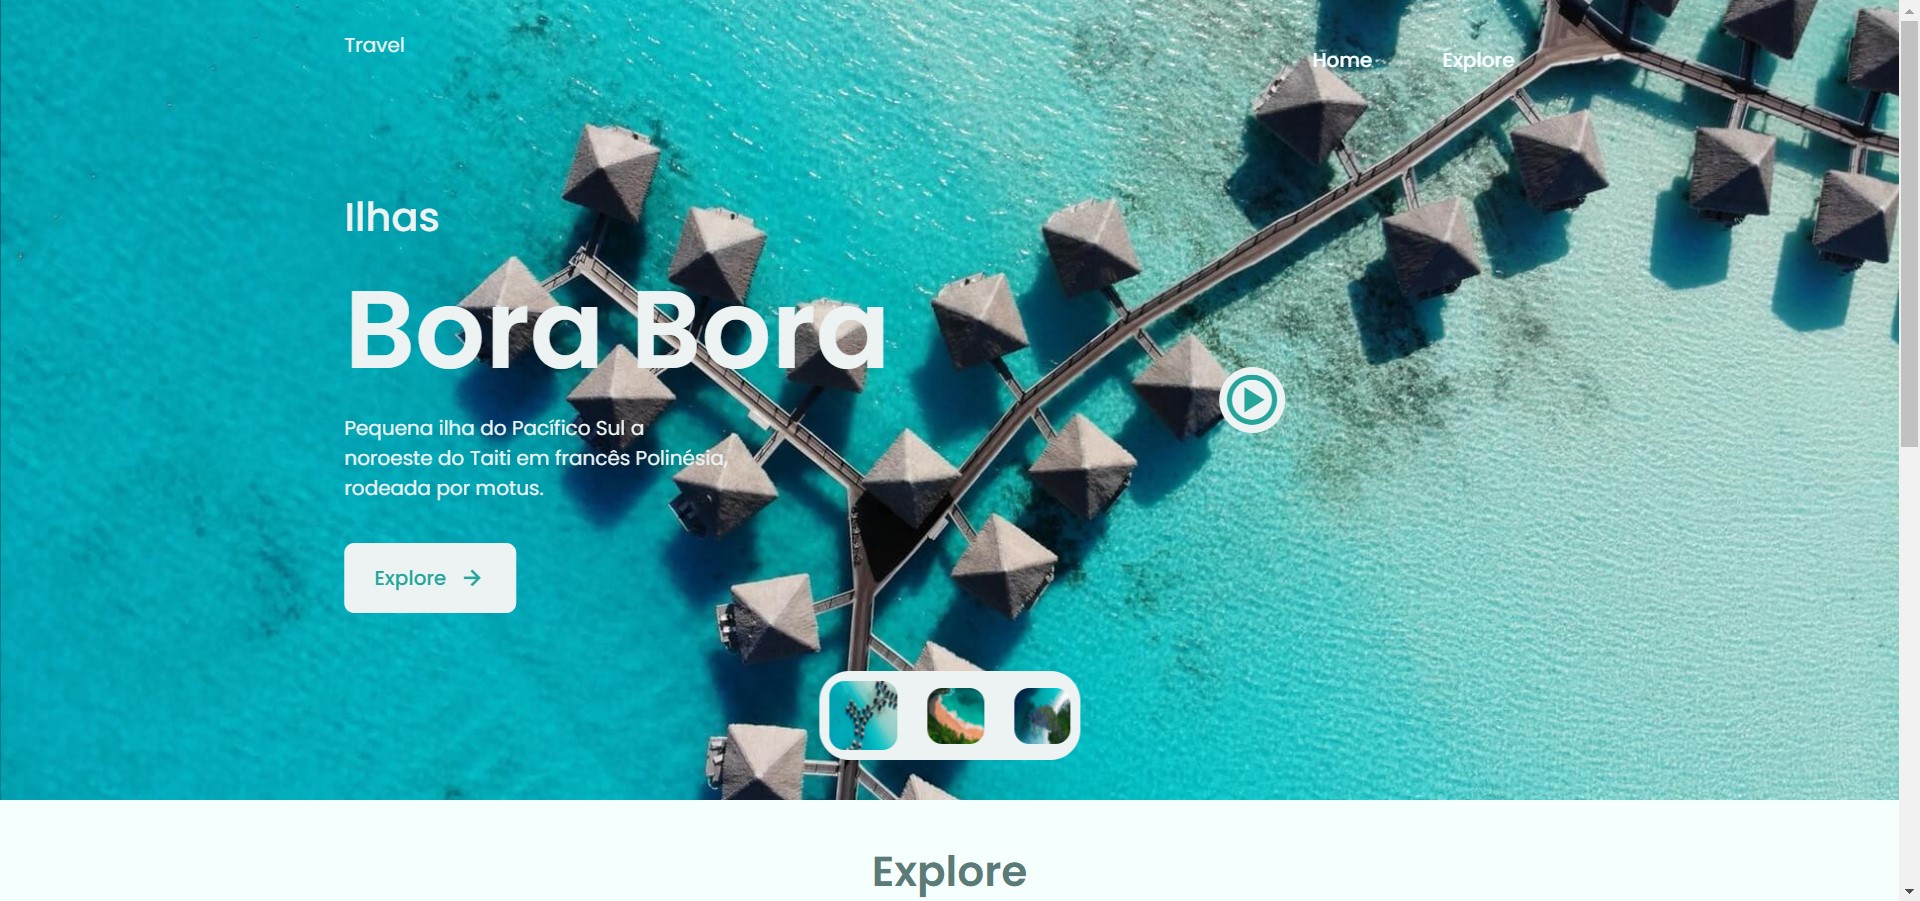 Travel
Home
Explore
Ilhas
Bora Bora
Pequena ilha do Pacífico Sul a
noroeste do Taiti em francês Polinésia,
rodeada por motus.
Explore
Explore